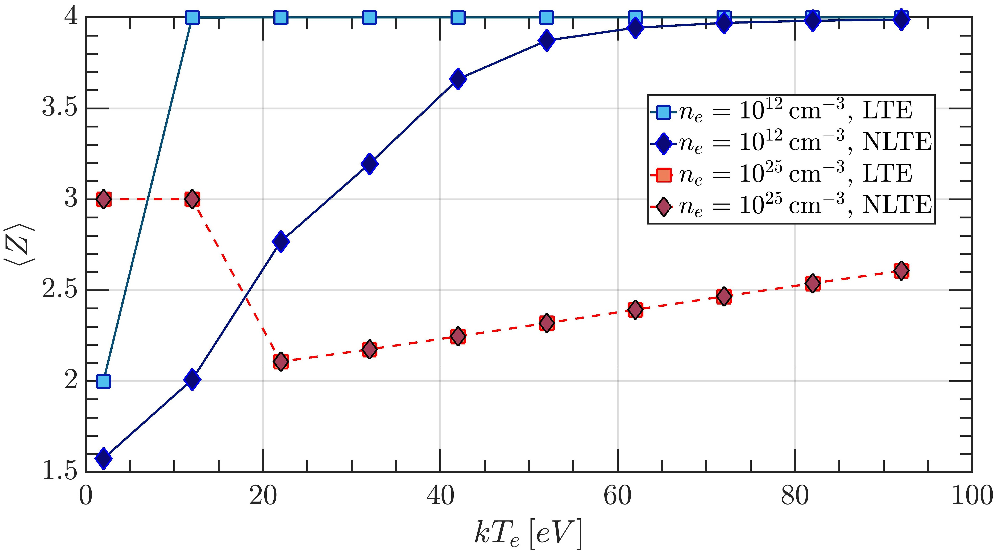 4
3.5
3
2.5
2
1.5
⟨Z⟩
n_e = 10^12 cm^−3, LTE
n_e = 10^12 cm^−3, NLTE
n_e = 10^25 cm^−3, LTE
n_e = 10^25 cm^−3, NLTE
0 20 40 60 80 100
kT_e [eV]